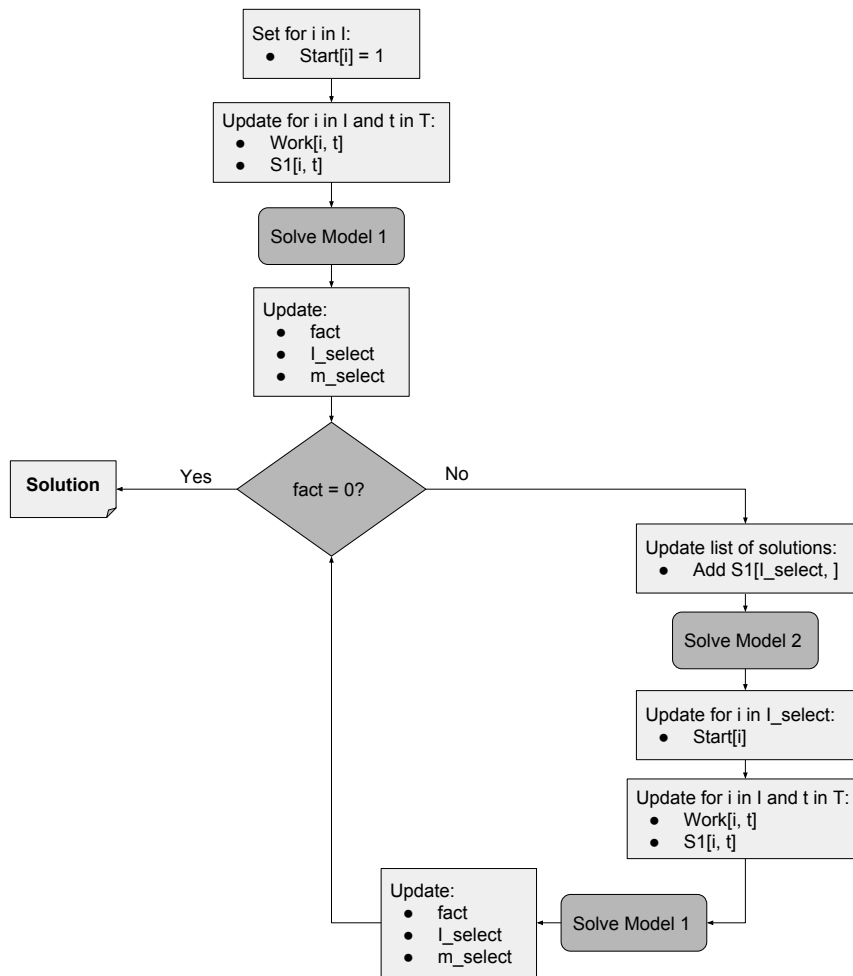 Set for i in I:
● Start[i] = 1
Update for i in I and t in T:
● Work[i, t]
● S1[i, t]
Solve Model 1
Update:
● fact
● I_select
● m_select
fact = 0?
Yes
Solution
No
Update list of solutions:
● Add S1[I_select, ]
Solve Model 2
Update for i in I_select:
● Start[i]
Update for i in I and t in T:
● Work[i, t]
● S1[i, t]
Solve Model 1
Update:
● fact
● I_select
● m_select